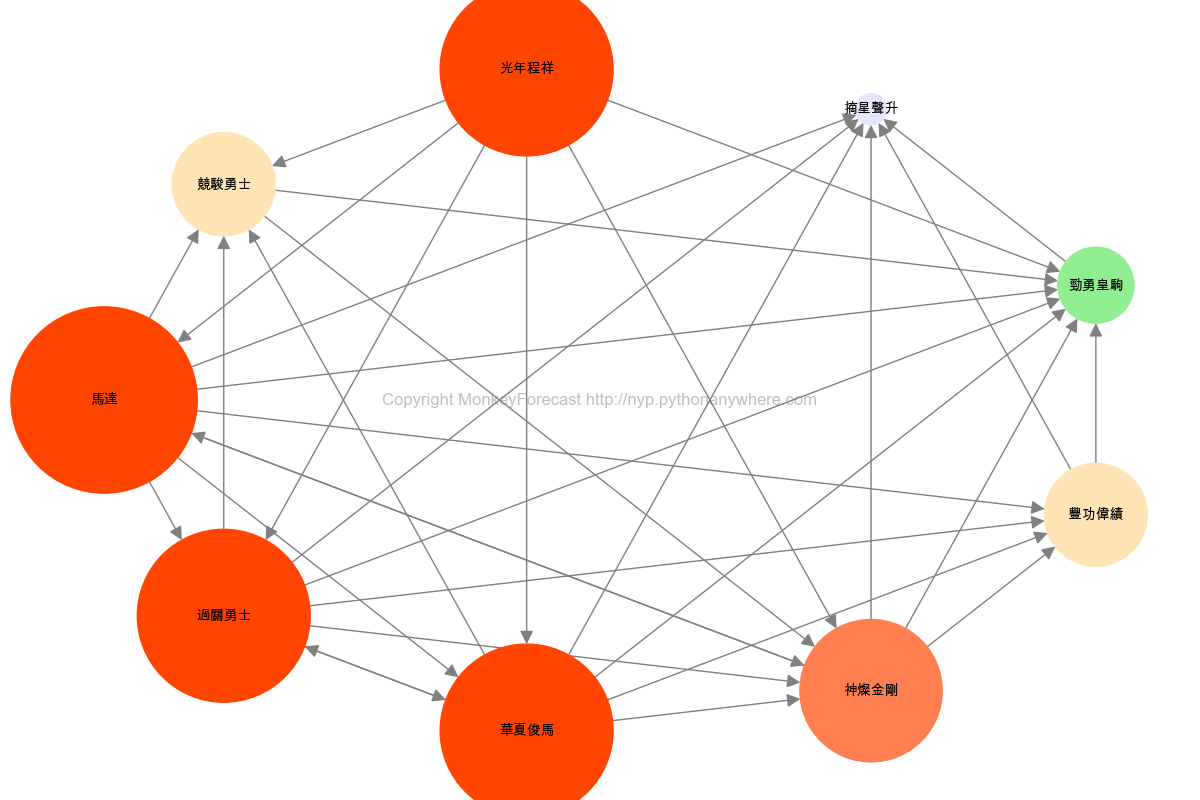 光年程祥
摘星聲升
競駿勇士
勁勇皇駒
馬達
Copyright MonkeyForecast http://nyp.pythonanywhere.com
豐功偉績
過關勇士
神燦金剛
華夏俊馬